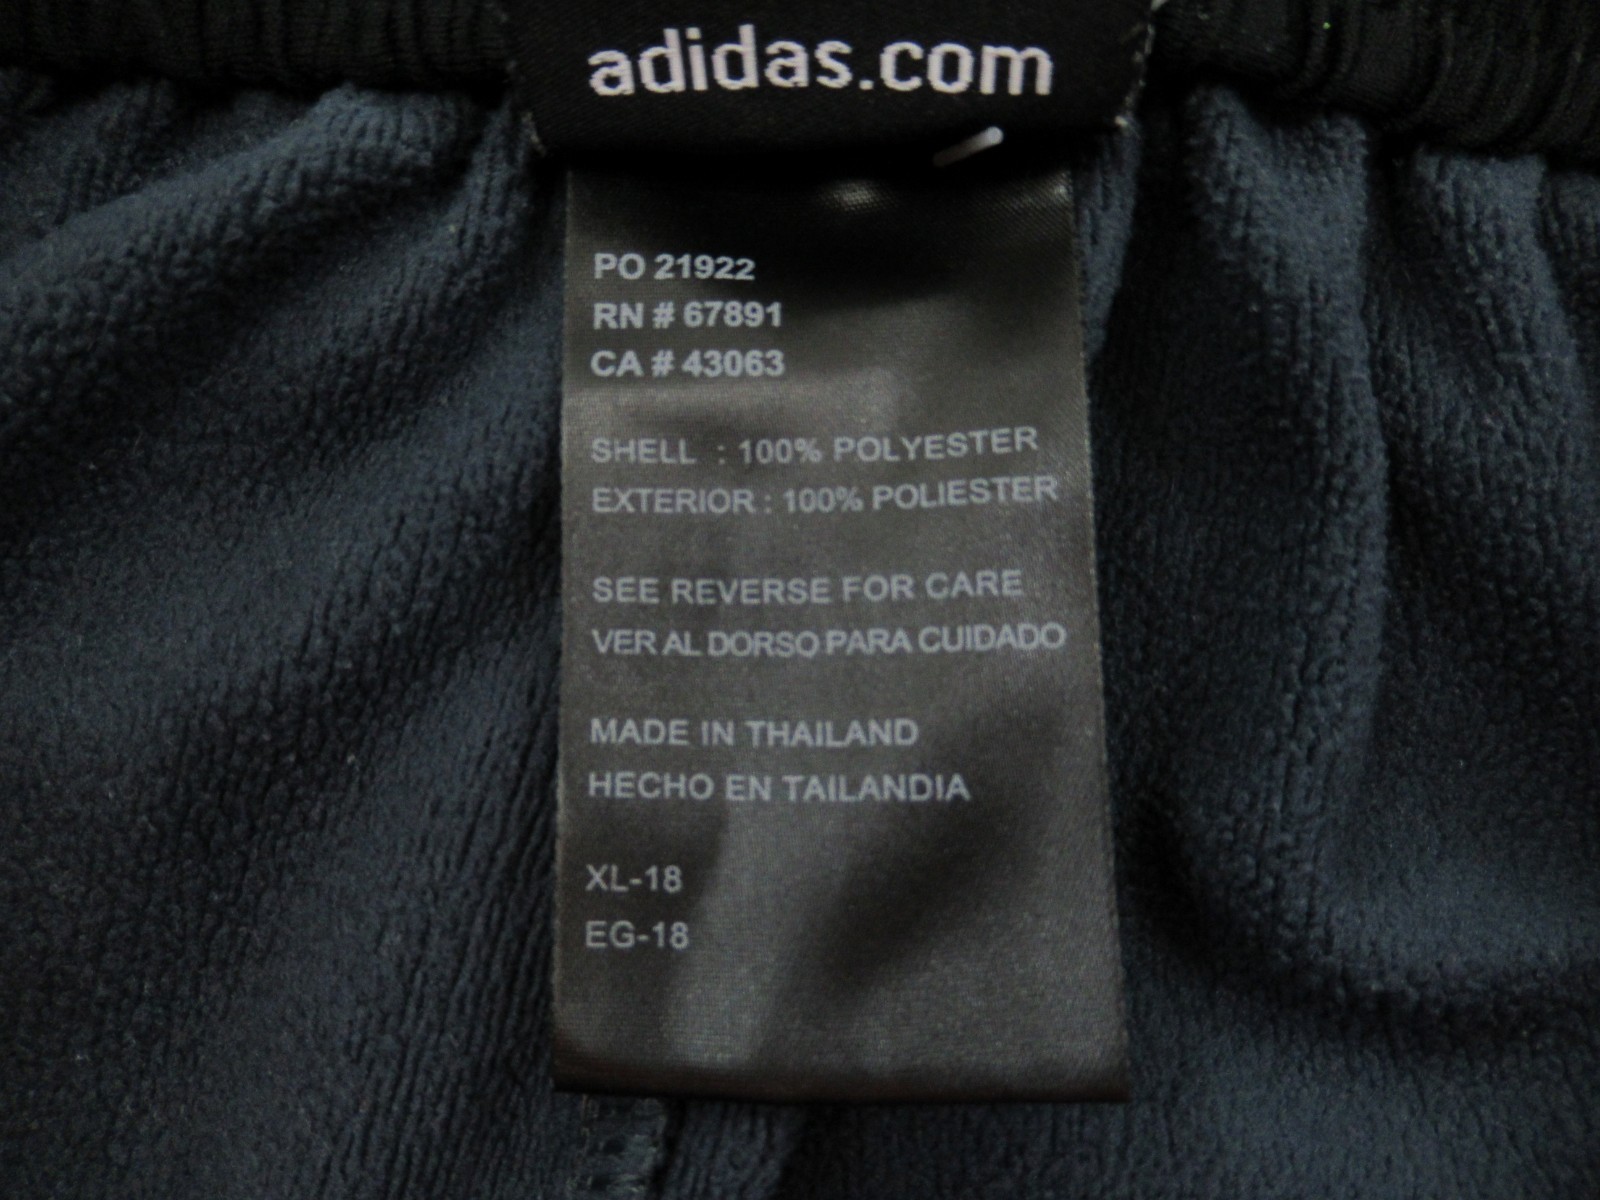 adidas.com
PO 21922
RN # 67891
CA # 43063
SHELL : 100% POLYESTER
EXTERIOR : 100% POLIESTER
SEE REVERSE FOR CARE
VER AL DORSO PARA CUIDADO
MADE IN THAILAND
HECHO EN TAILANDIA
XL-18
EG-18